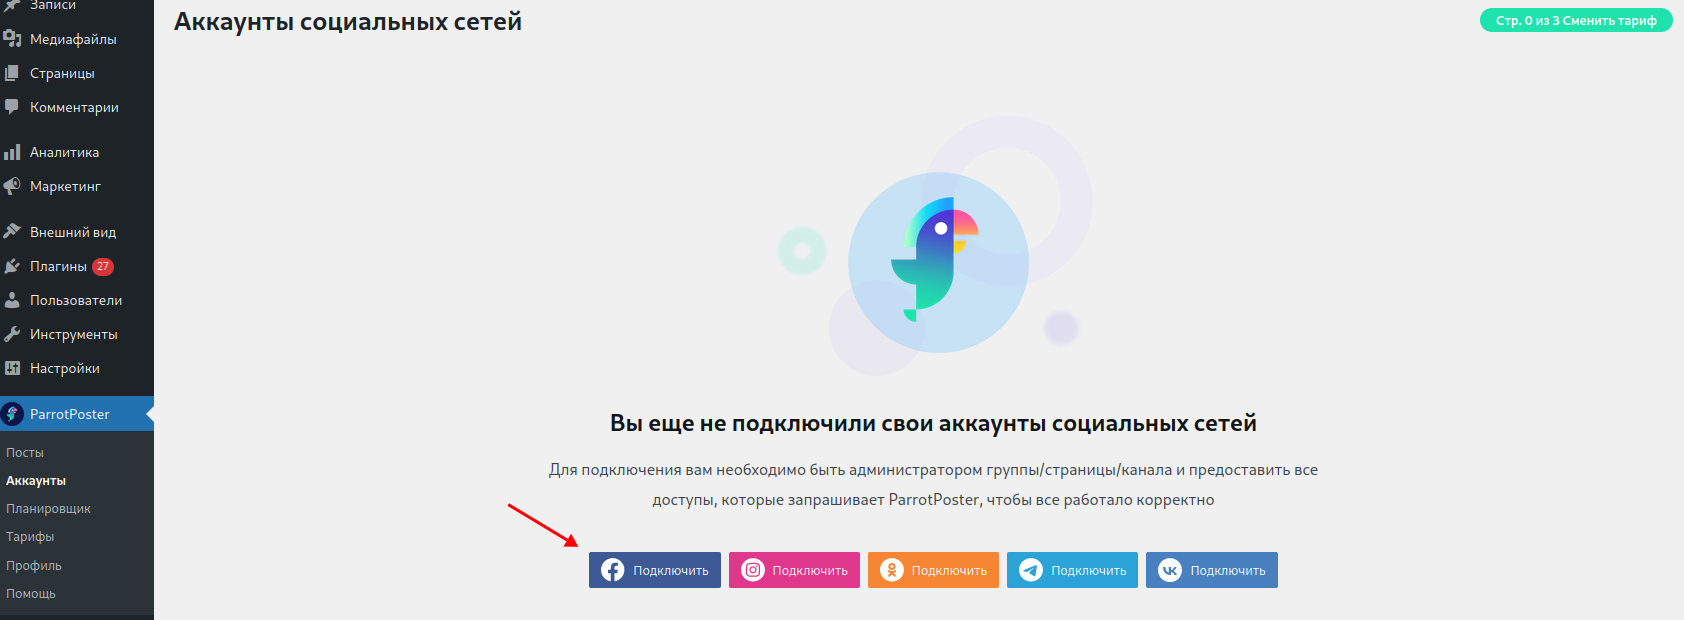 Записи
Медиафайлы
Страницы
Комментарии
Аналитика
Маркетинг
Внешний вид
Плагины 27
Пользователи
Инструменты
Настройки
ParrotPoster
Посты
Аккаунты
Планировщик
Тарифы
Профиль
Помощь
Аккаунты социальных сетей
Стр. 0 из 3 Сменить тариф
Вы еще не подключили свои аккаунты социальных сетей
Для подключения вам необходимо быть администратором группы/страницы/канала и предоставить все
доступы, которые запрашивает ParrotPoster, чтобы все работало корректно
Подключить Подключить Подключить Подключить Подключить